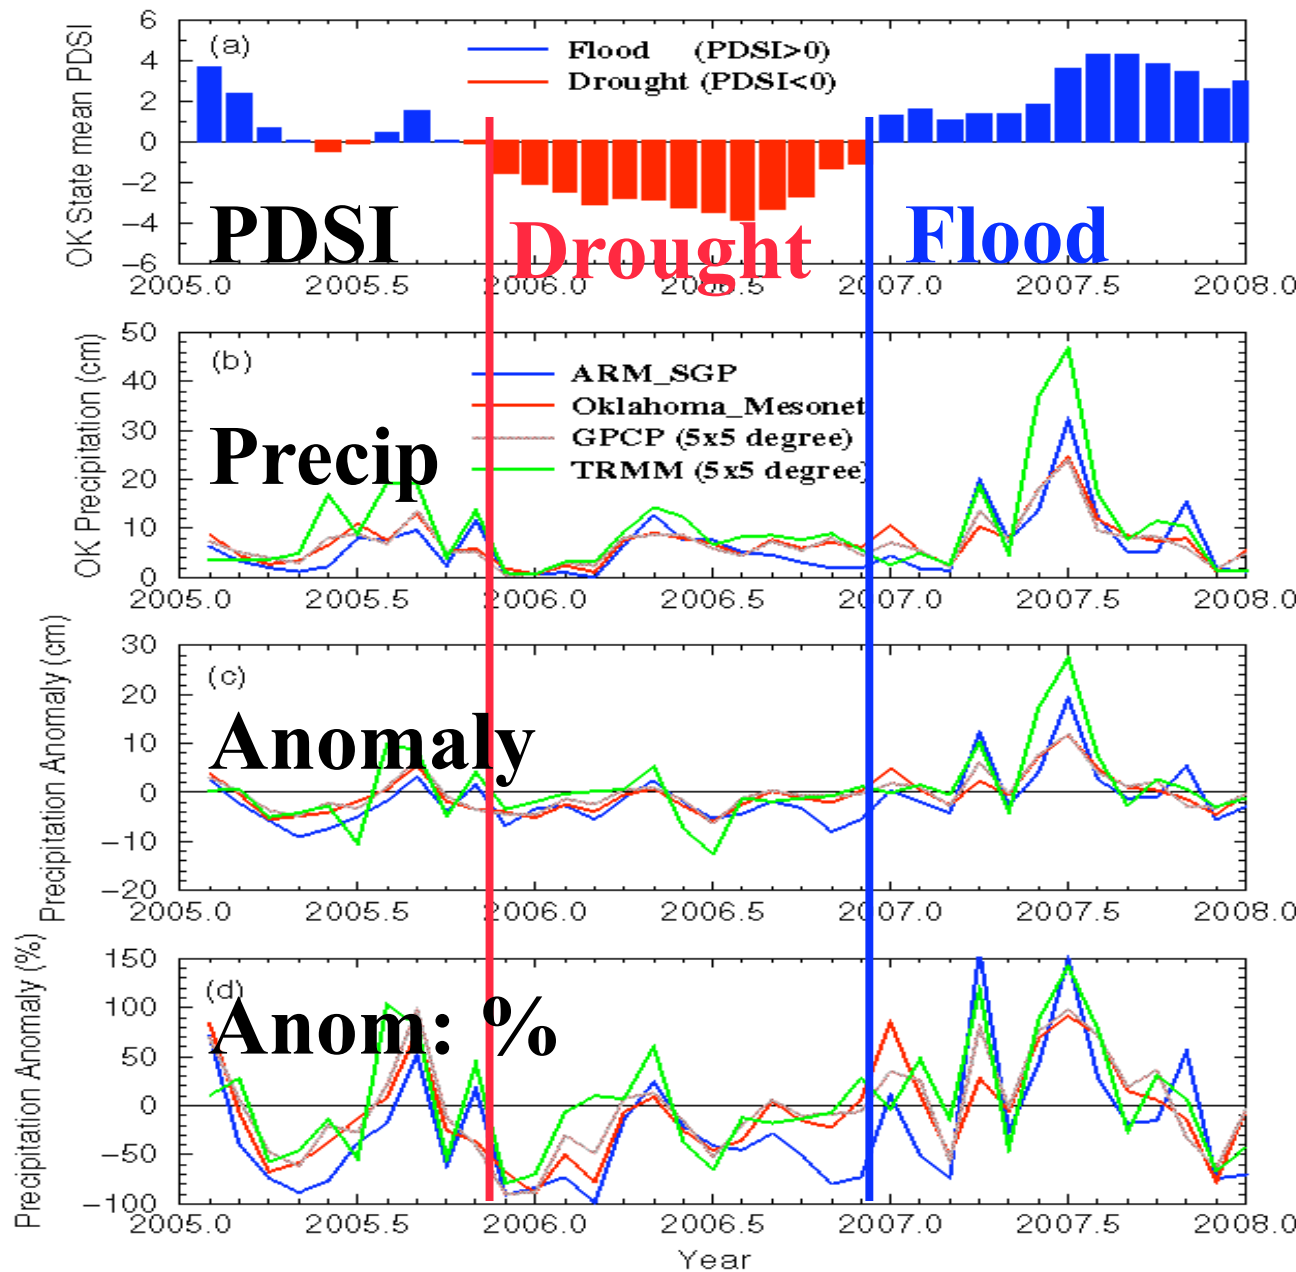 6
4
2
0
−2
−4
−6
OK State mean PDSI
(a)
Flood (PDSI>0)
Drought (PDSI<0)
PDSI
Drought
Flood
2005.0 2005.5 2006.0 2006.5 2007.0 2007.5 2008.0
50
40
30
20
10
0
OK Precipitation (cm)
(b)
ARM_SGP
Oklahoma_Mesonet
GPCP (5x5 degree)
TRMM (5x5 degree)
Precip
2005.0 2005.5 2006.0 2006.5 2007.0 2007.5 2008.0
30
20
10
0
−10
−20
Precipitation Anomaly (cm)
(c)
Anomaly
2005.0 2005.5 2006.0 2006.5 2007.0 2007.5 2008.0
150
100
50
0
−50
−100
Precipitation Anomaly (%)
(d)
Anom: %
2005.0 2005.5 2006.0 2006.5 2007.0 2007.5 2008.0
Year